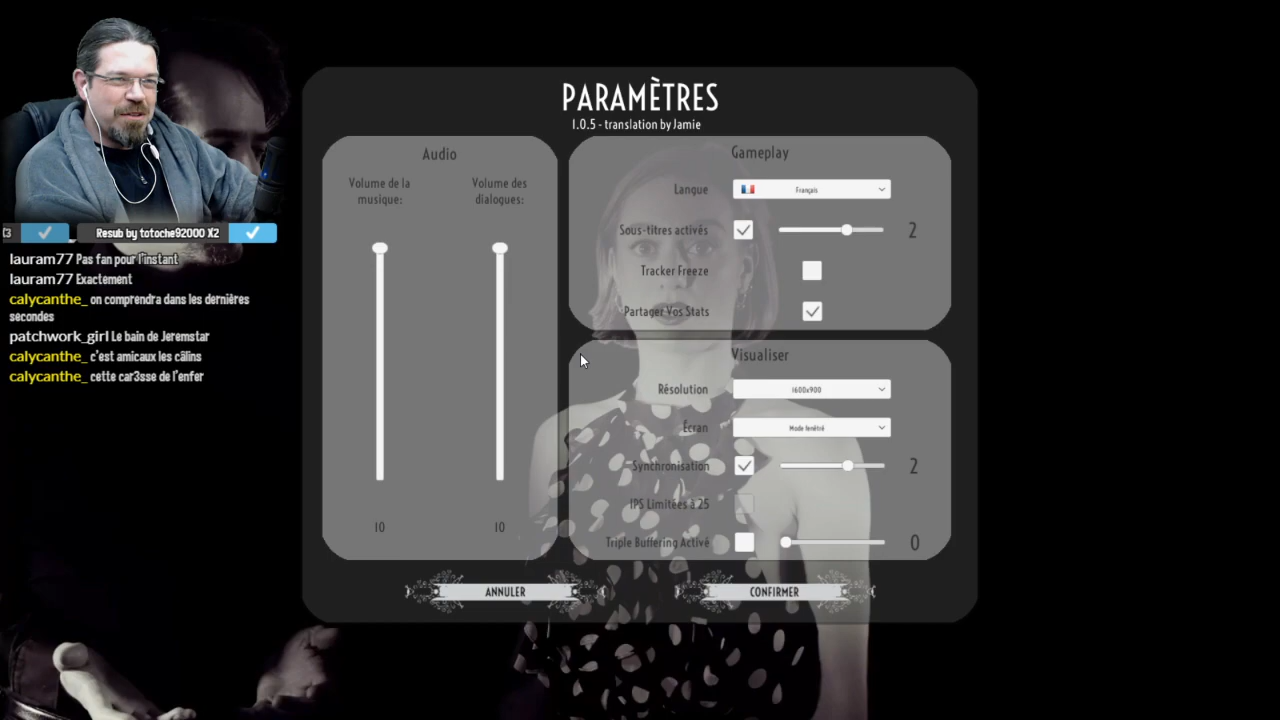 PARAMÈTRES
1.0.5 - translation by Jamie
Audio
Volume de la
musique:
Volume des
dialogues:
10
10
Gameplay
Langue
Français
Sous-titres activés
2
Tracker Freeze
Partager Vos Stats
Visualiser
Résolution
1600x900
Écran
Mode fenêtré
Synchronisation
2
IPS Limitées à 25
Triple Buffering Activé
0
ANNULER
CONFIRMER
X3
Resub by totoche92000 X2
lauram77 Pas fan pour l'instant
lauram77 Exactement
calycanthe_ on comprendra dans les dernières
secondes
patchwork_girl Le bain de Jeremstar
calycanthe_ c'est amicaux les câlins
calycanthe_ cette car3sse de l'enfer